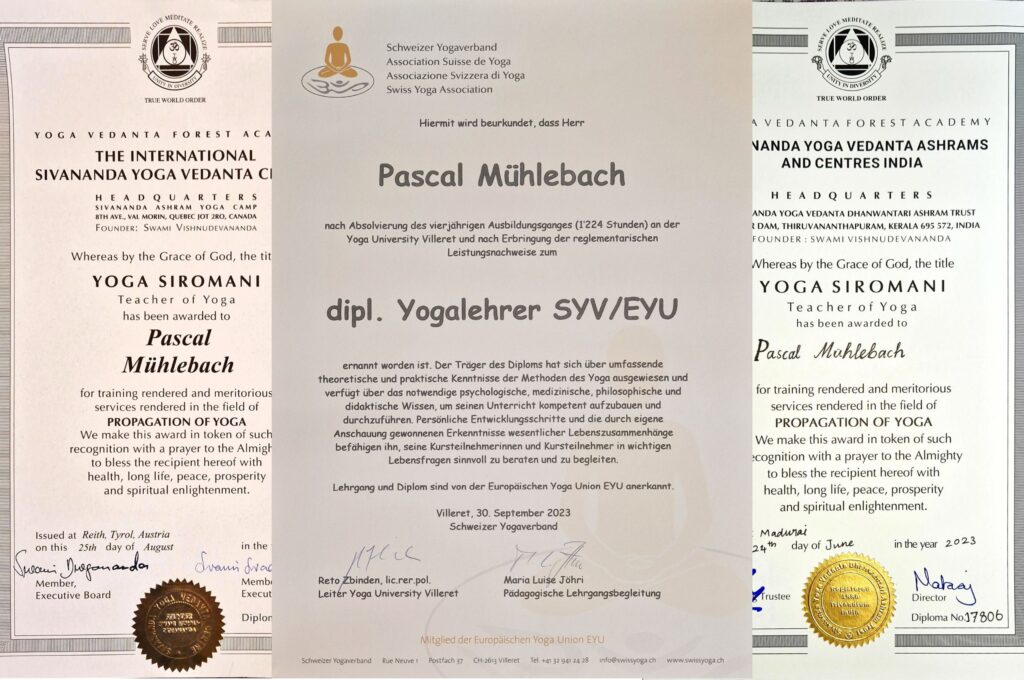 SERVE LOVE MEDITATE REALIZE
UNITY IN DIVERSITY
TRUE WORLD ORDER
YOGA VEDANTA FOREST ACA
THE INTERNATIONAL
SIVANANDA YOGA VEDANTA C
HEADQUARTERS
SIVANANDA ASHRAM YOGA CAMP
8TH AVE., VAL MORIN, QUEBEC JOT 2RO, CANADA
FOUNDER: SWAMI VISHNUDEVANANDA
Whereas by the Grace of God, the tit
YOGA SIROMANI
Teacher of Yoga
has been awarded to
Pascal
Mühlebach
for training rendered and meritorious
services rendered in the field of
PROPAGATION OF YOGA
We make this award in token of such
recognition with a prayer to the Almigh
to bless the recipient hereof with
health, long life, peace, prosperity
and spiritual enlightenment.
Issued at Reith, Tyrol, Austria
on this 25th day of August in the
Member,
Executive Board
Memb
Execut
Diplom
Schweizer Yogaverband
Association Suisse de Yoga
Associazione Svizzera di Yoga
Swiss Yoga Association
Hiermit wird beurkundet, dass Herr
Pascal Mühlebach
nach Absolvierung des vierjährigen Ausbildungsganges (1'224 Stunden) an der
Yoga University Villeret und nach Erbringung der reglementarischen
Leistungsnachweise zum
dipl. Yogalehrer SYV/EYU
ernannt worden ist. Der Träger des Diploms hat sich über umfassende
theoretische und praktische Kenntnisse der Methoden des Yoga ausgewiesen und
verfügt über das notwendige psychologische, medizinische, philosophische und
didaktische Wissen, um seinen Unterricht kompetent aufzubauen und
durchzuführen. Persönliche Entwicklungsschritte und die durch eigene
Anschauung gewonnenen Erkenntnisse wesentlicher Lebenszusammenhänge
befähigen ihn, seine Kursteilnehmerinnen und Kursteilnehmer in wichtigen
Lebensfragen sinnvoll zu beraten und zu begleiten.
Lehrgang und Diplom sind von der Europäischen Yoga Union EYU anerkannt.
Villeret, 30. September 2023
Schweizer Yogaverband
Reto Zbinden, lic.rer.pol.
Leiter Yoga University Villeret
Maria Luise Jöhri
Pädagogische Lehrgangsbegleitung
Mitglied der Europäischen Yoga Union EYU
Schweizer Yogaverband Rue Neuve 1 Postfach 37 CH-2613 Villeret Tel. +41 32 941 24 28 info@swissyoga.ch www.swissyoga.ch
SERVE LOVE MEDITATE REALIZE
UNITY IN DIVERSITY
TRUE WORLD ORDER
A VEDANTA FOREST ACADEMY
NANDA YOGA VEDANTA ASHRAMS
AND CENTRES INDIA
HEADQUARTERS
ANDA YOGA VEDANTA DHANWANTARI ASHRAM TRUST
R DAM, THIRUVANANTHAPURAM, KERALA 695 572, INDIA
FOUNDER : SWAMI VISHNUDEVANANDA
Whereas by the Grace of God, the title
YOGA SIROMANI
Teacher of Yoga
has been awarded to
Pascal Mühlebach
for training rendered and meritorious
services rendered in the field of
PROPAGATION OF YOGA
We make this award in token of such
ecognition with a prayer to the Almighty
to bless the recipient hereof with
health, long life, peace, prosperity
and spiritual enlightenment.
Madurai
24th day of June in the year 2023
Trustee
Nataraj
Director
Diploma No.17806